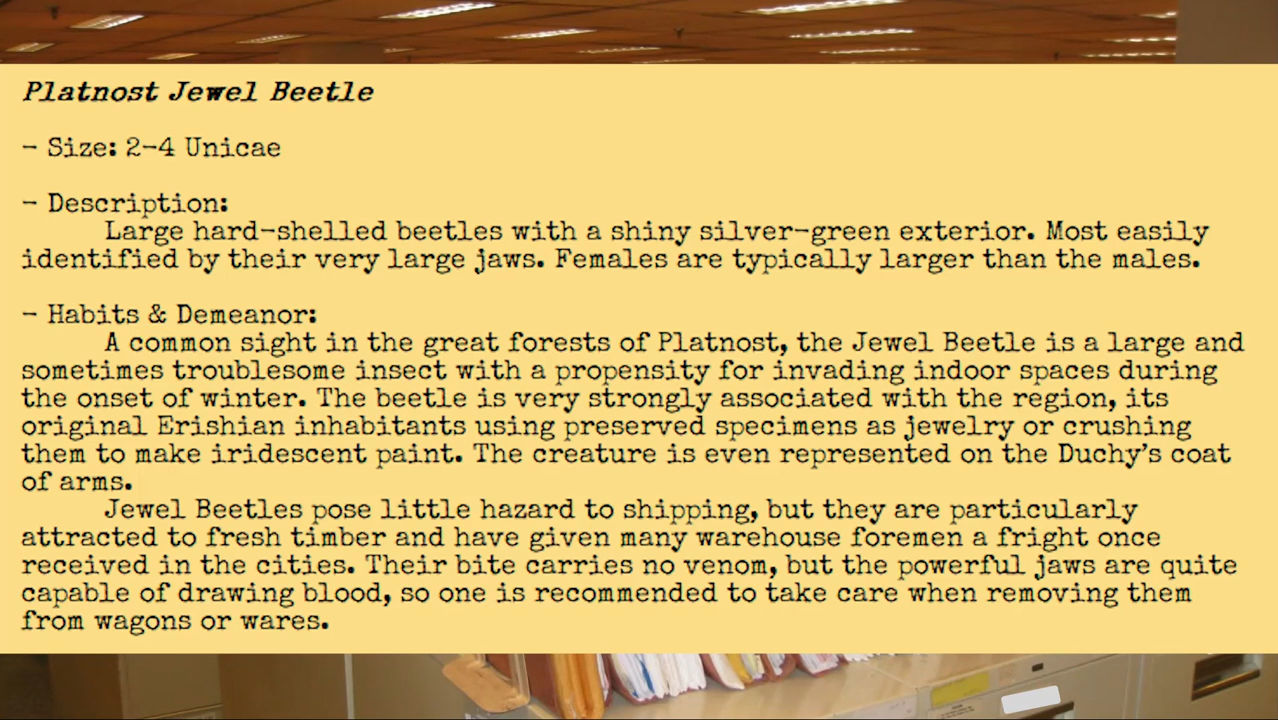 Platnost Jewel Beetle
- Size: 2-4 Unicae
- Description:
Large hard-shelled beetles with a shiny silver-green exterior. Most easily
identified by their very large jaws. Females are typically larger than the males.
- Habits & Demeanor:
A common sight in the great forests of Platnost, the Jewel Beetle is a large and
sometimes troublesome insect with a propensity for invading indoor spaces during
the onset of winter. The beetle is very strongly associated with the region, its
original Erishian inhabitants using preserved specimens as jewelry or crushing
them to make iridescent paint. The creature is even represented on the Duchy's coat
of arms.
Jewel Beetles pose little hazard to shipping, but they are particularly
attracted to fresh timber and have given many warehouse foremen a fright once
received in the cities. Their bite carries no venom, but the powerful jaws are quite
capable of drawing blood, so one is recommended to take care when removing them
from wagons or wares.